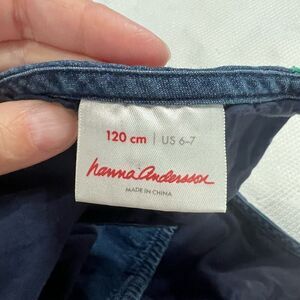 120 cm | US 6-7
hanna andersson
MADE IN CHINA